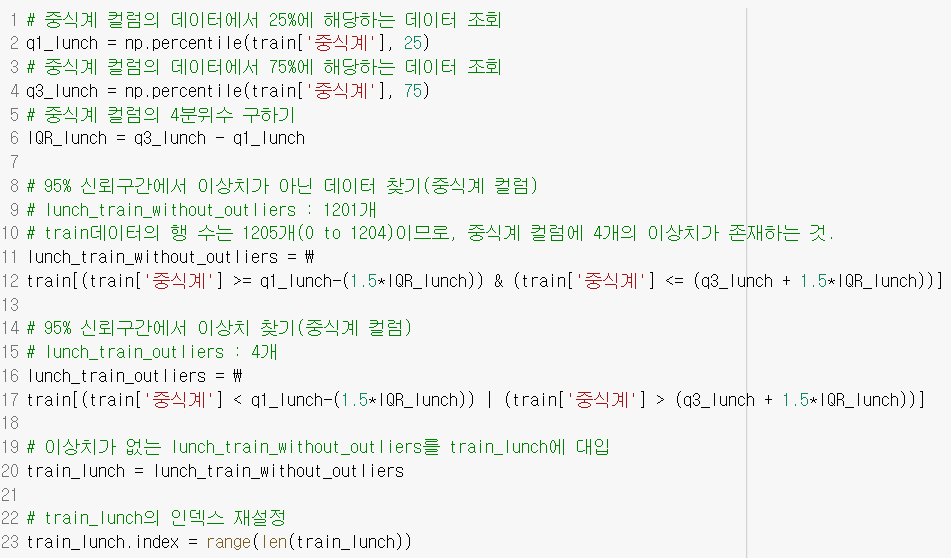 1 # 중식계 컬럼의 데이터에서 25%에 해당하는 데이터 조회
2 q1_lunch = np.percentile(train['중식계'], 25)
3 # 중식계 컬럼의 데이터에서 75%에 해당하는 데이터 조회
4 q3_lunch = np.percentile(train['중식계'], 75)
5 # 중식계 컬럼의 4분위수 구하기
6 IQR_lunch = q3_lunch - q1_lunch
7
8 # 95% 신뢰구간에서 이상치가 아닌 데이터 찾기(중식계 컬럼)
9 # lunch_train_without_outliers : 1201개
10 # train데이터의 행 수는 1205개(0 to 1204)이므로, 중식계 컬럼에 4개의 이상치가 존재하는 것.
11 lunch_train_without_outliers = ₩
12 train[(train['중식계'] >= q1_lunch-(1.5*IQR_lunch)) & (train['중식계'] <= (q3_lunch + 1.5*IQR_lunch))]
13
14 # 95% 신뢰구간에서 이상치 찾기(중식계 컬럼)
15 # lunch_train_outliers : 4개
16 lunch_train_outliers = ₩
17 train[(train['중식계'] < q1_lunch-(1.5*IQR_lunch)) | (train['중식계'] > (q3_lunch + 1.5*IQR_lunch))]
18
19 # 이상치가 없는 lunch_train_without_outliers를 train_lunch에 대입
20 train_lunch = lunch_train_without_outliers
21
22 # train_lunch의 인덱스 재설정
23 train_lunch.index = range(len(train_lunch))